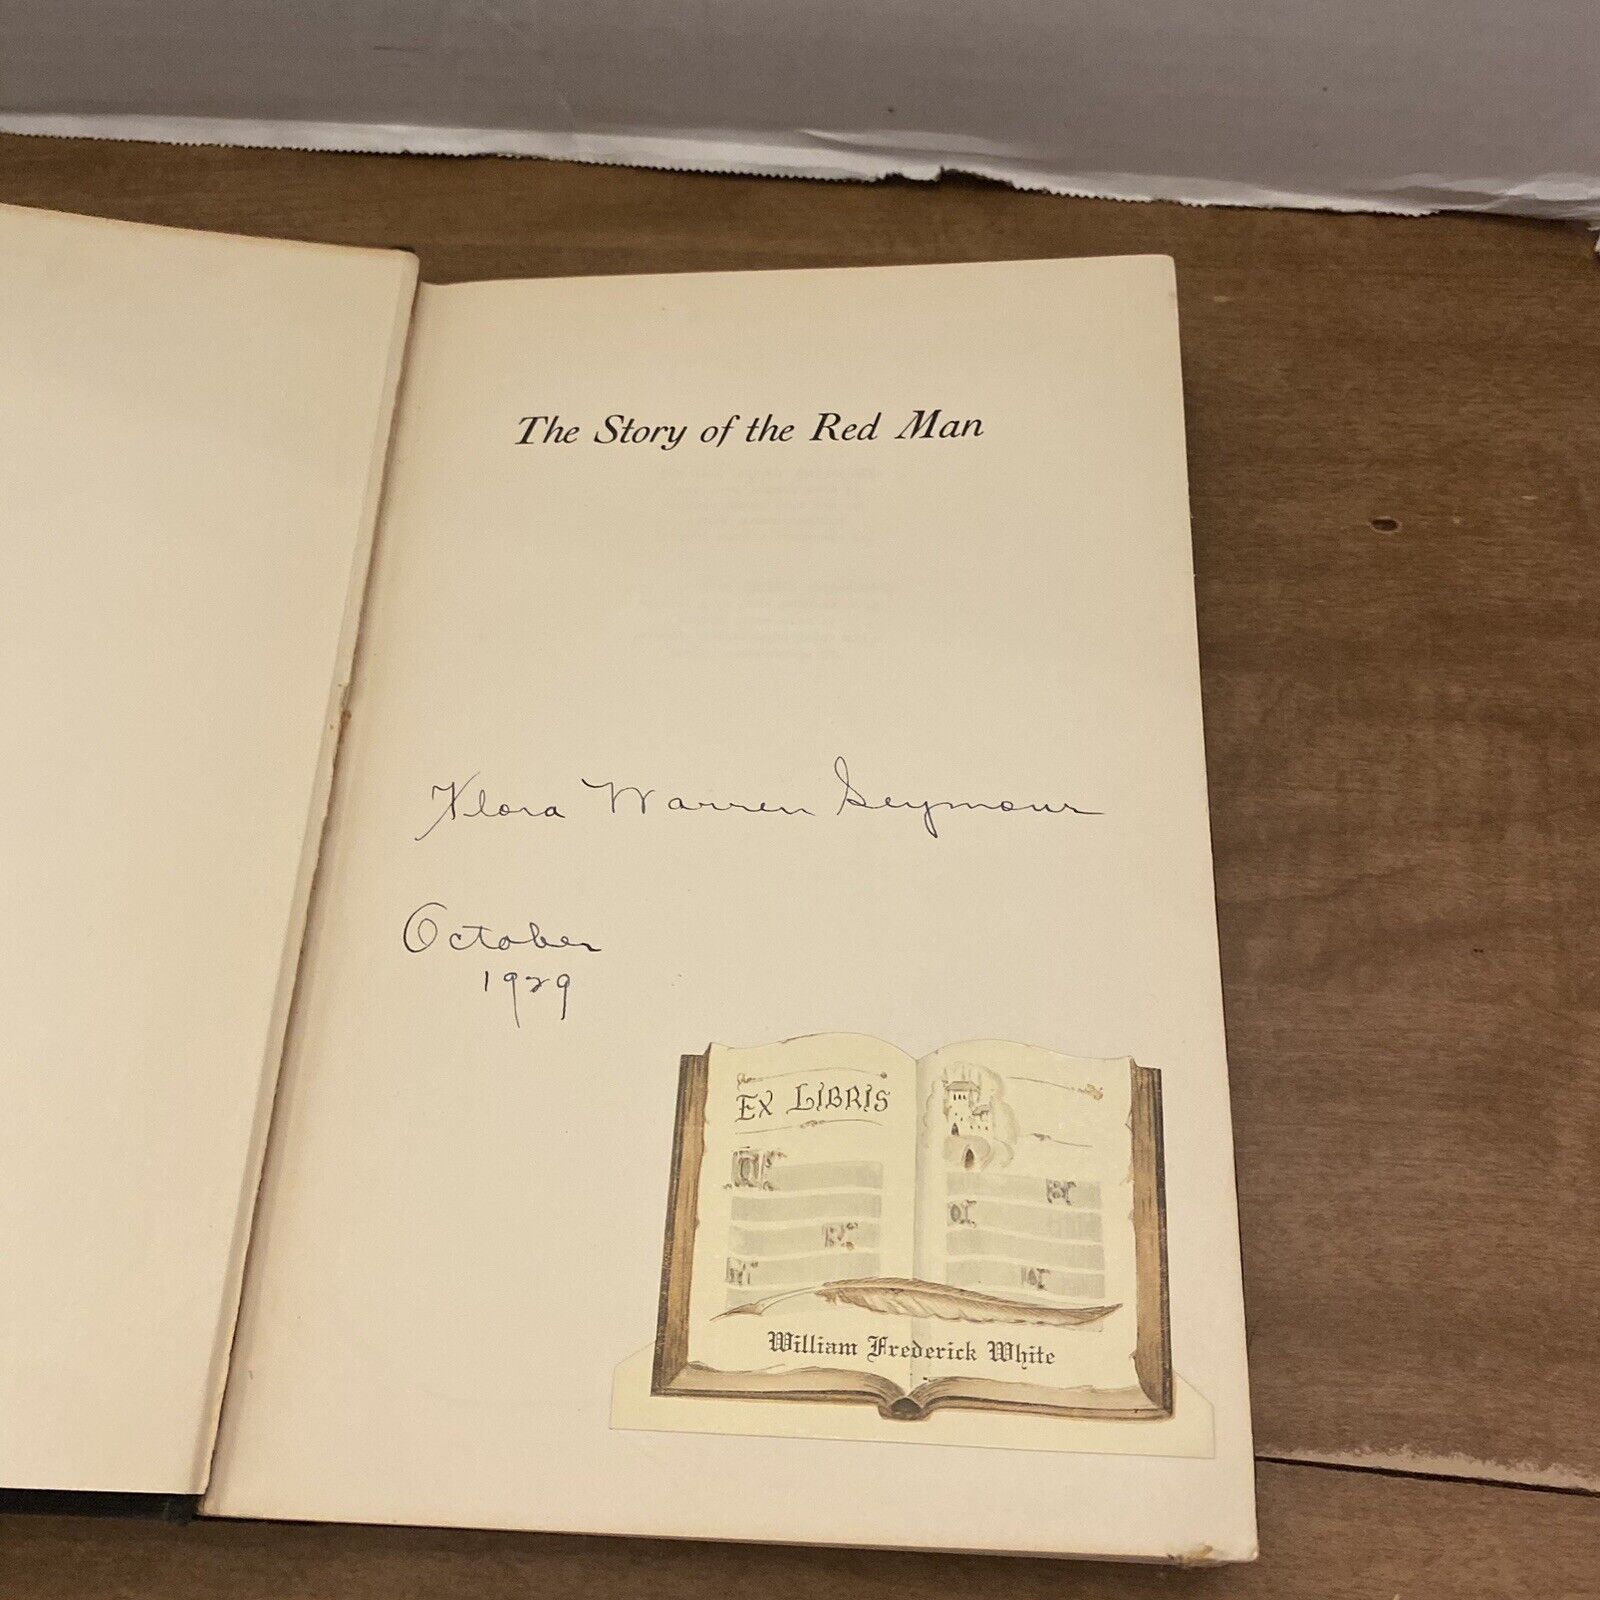 The Story of the Red Man
Flora Warren Seymour
October
1929
EX LIBRIS
William Frederick White